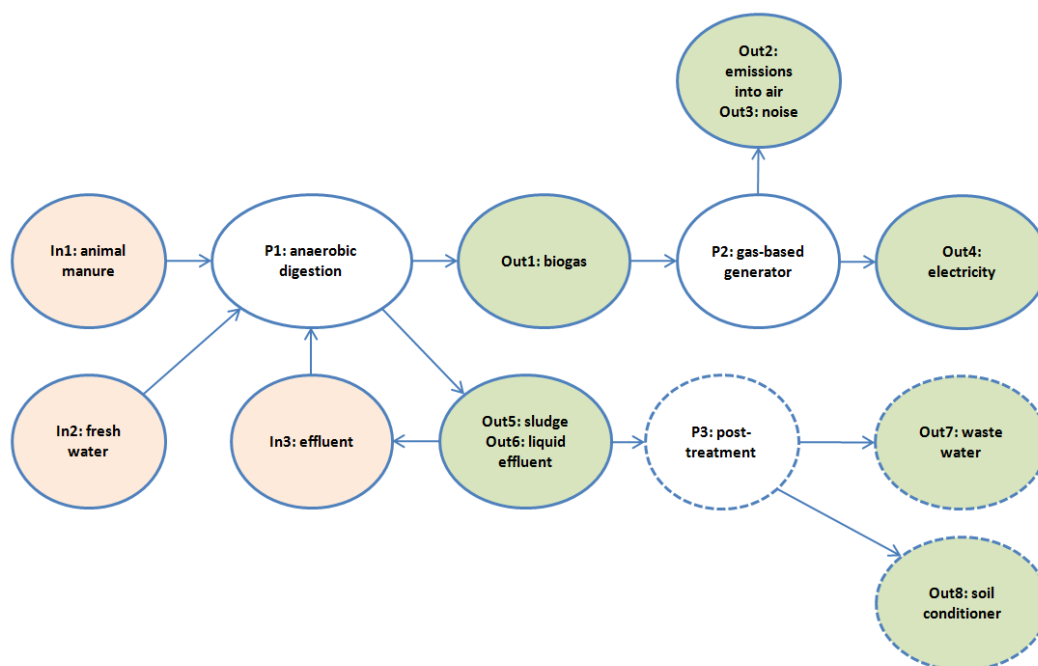 Out2:
emissions
into air
Out3: noise
In1: animal
manure
P1: anaerobic
digestion
Out1: biogas
P2: gas-based
generator
Out4:
electricity
In2: fresh
water
In3: effluent
Out5: sludge
Out6: liquid
effluent
P3: post-
treatment
Out7: waste
water
Out8: soil
conditioner